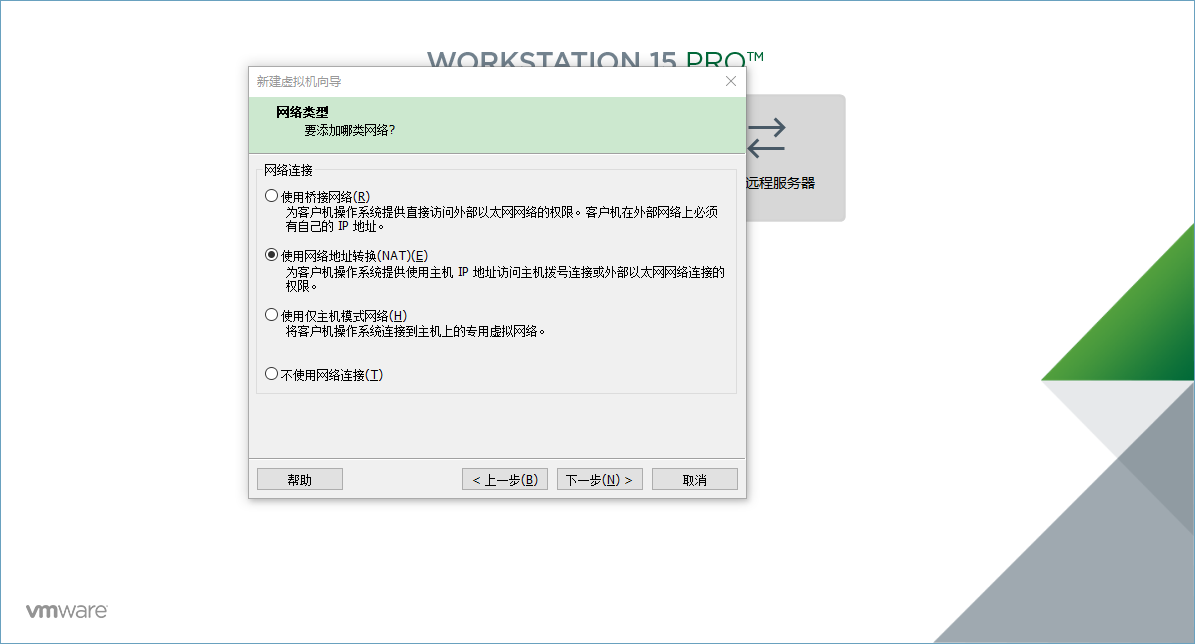 WORKSTATION 15 PRO™
新建虚拟机向导
网络类型
要添加哪类网络?
远程服务器
网络连接
使用桥接网络(R)
为客户机操作系统提供直接访问外部以太网网络的权限。客户机在外部网络上必须
有自己的 IP 地址。
使用网络地址转换(NAT)(E)
为客户机操作系统提供使用主机 IP 地址访问主机拨号连接或外部以太网网络连接的
权限。
使用仅主机模式网络(H)
将客户机操作系统连接到主机上的专用虚拟网络。
不使用网络连接(T)
帮助
< 上一步(B)
下一步(N) >
取消
vmware